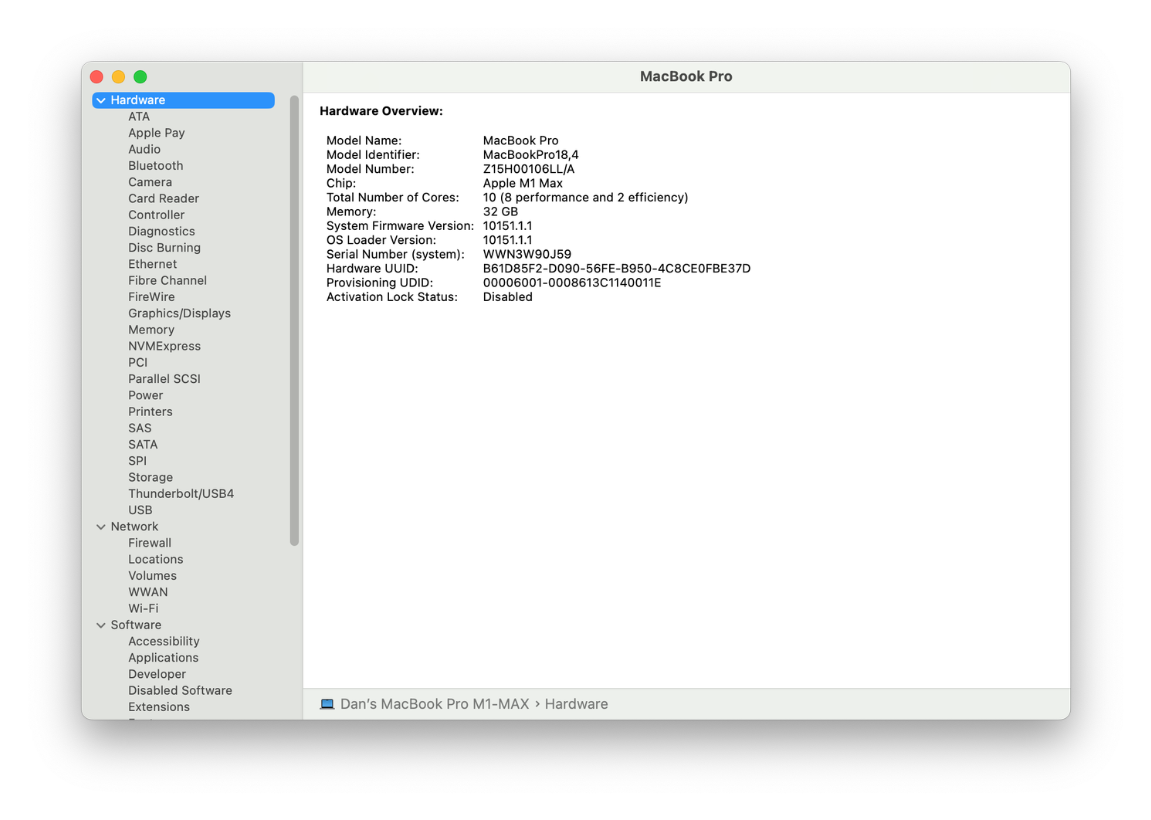 MacBook Pro
Hardware
ATA
Apple Pay
Audio
Bluetooth
Camera
Card Reader
Controller
Diagnostics
Disc Burning
Ethernet
Fibre Channel
FireWire
Graphics/Displays
Memory
NVMExpress
PCI
Parallel SCSI
Power
Printers
SAS
SATA
SPI
Storage
Thunderbolt/USB4
USB
Network
Firewall
Locations
Volumes
WWAN
Wi-Fi
Software
Accessibility
Applications
Developer
Disabled Software
Extensions
Hardware Overview:
Model Name: MacBook Pro
Model Identifier: MacBookPro18,4
Model Number: Z15H00106LL/A
Chip: Apple M1 Max
Total Number of Cores: 10 (8 performance and 2 efficiency)
Memory: 32 GB
System Firmware Version: 10151.1.1
OS Loader Version: 10151.1.1
Serial Number (system): WWN3W90J59
Hardware UUID: B61D85F2-D090-56FE-B950-4C8CE0FBE37D
Provisioning UDID: 00006001-0008613C1140011E
Activation Lock Status: Disabled
Dan's MacBook Pro M1-MAX › Hardware